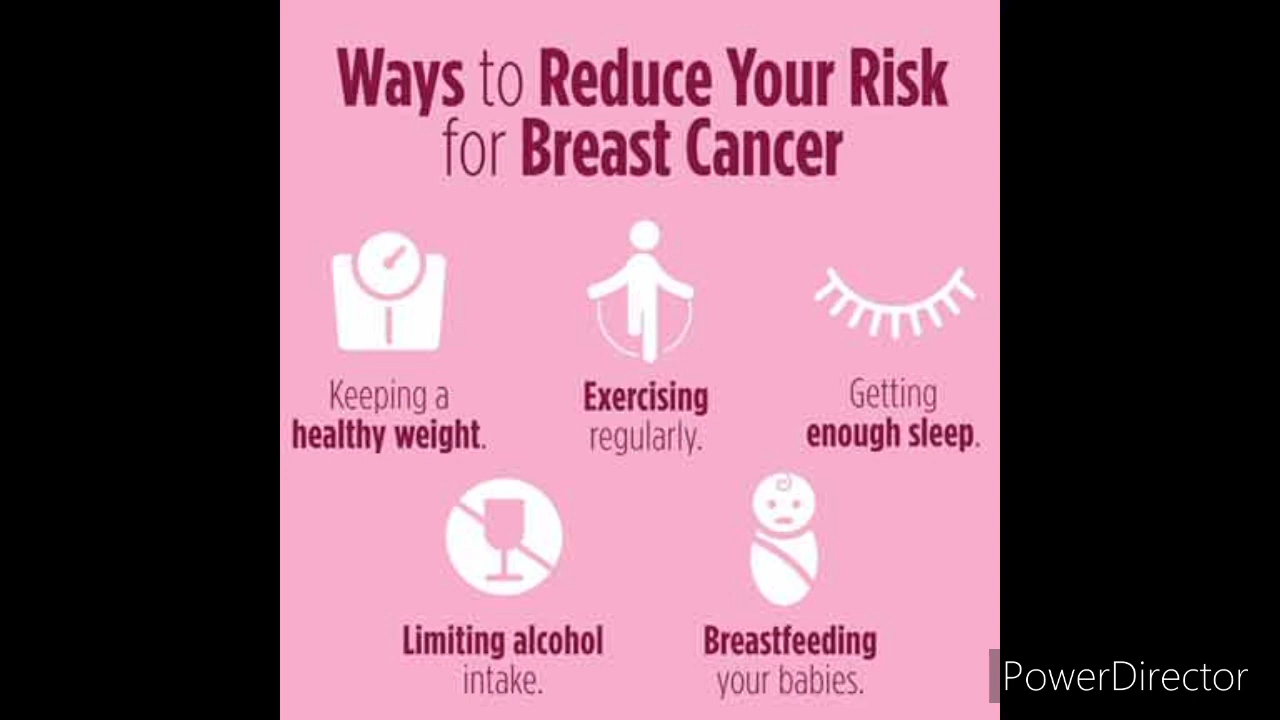 Ways to Reduce Your Risk
for Breast Cancer
Keeping a
healthy weight.
Exercising
regularly.
Getting
enough sleep.
Limiting alcohol
intake.
Breastfeeding
your babies.
PowerDirector